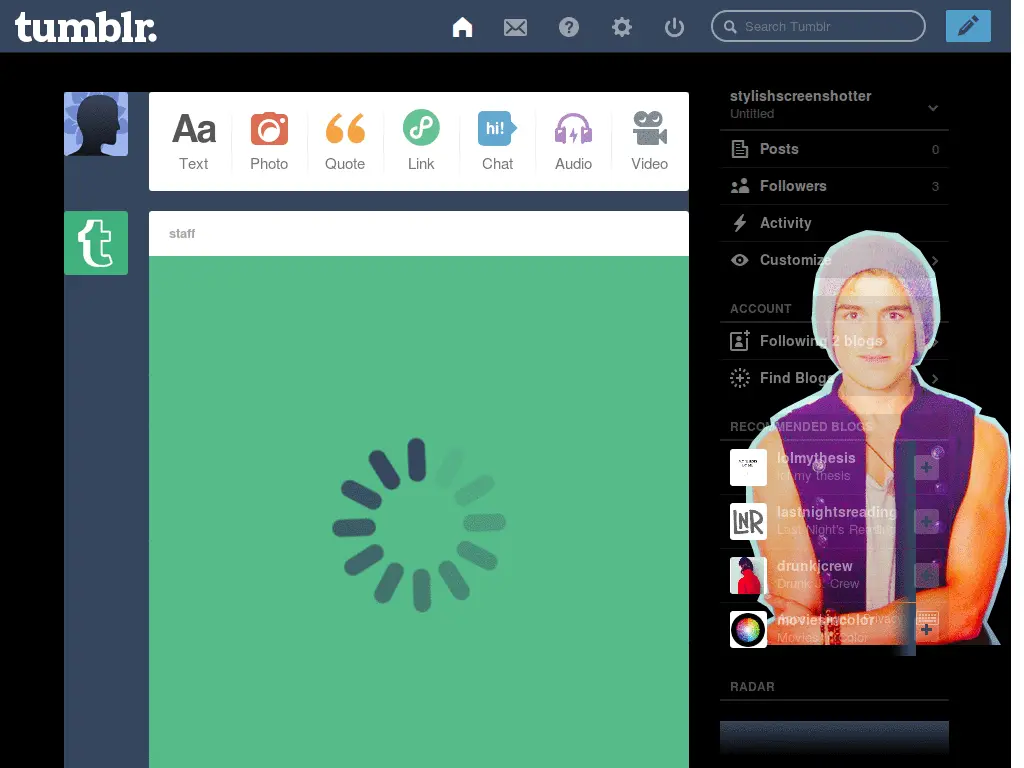 tumblr.
Search Tumblr
Aa
hi!
Text
Photo
Quote
Link
Chat
Audio
Video
t
staff
stylishscreenshotter
Untitled
Posts 0
Followers 3
Activity
Customize
ACCOUNT
Following 2 blogs
Find Blogs
RECOMMENDED BLOGS
lolmythesis
lol my thesis
LNR
lastnightsreading
Last Night's Reading
drunkjcrew
Drunk J. Crew
moviesincolor
Movies In Color
RADAR